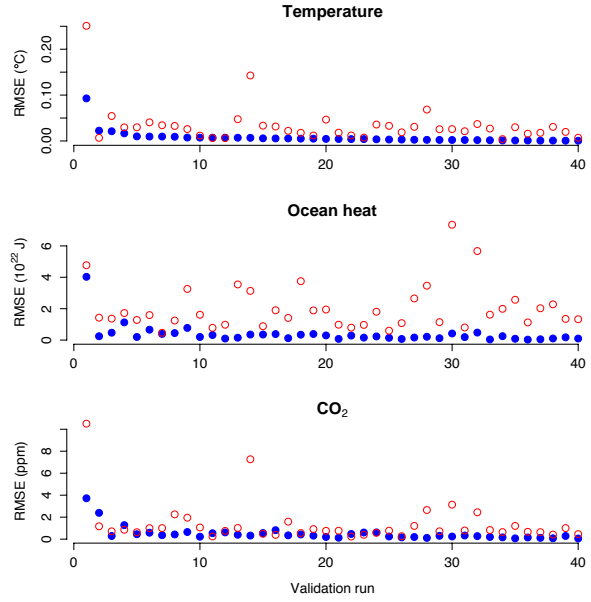 Temperature
RMSE (°C)
0.00 0.10 0.20
0 10 20 30 40
Ocean heat
RMSE (10²² J)
0 2 4 6
0 10 20 30 40
CO₂
RMSE (ppm)
0 2 4 6 8
0 10 20 30 40
Validation run